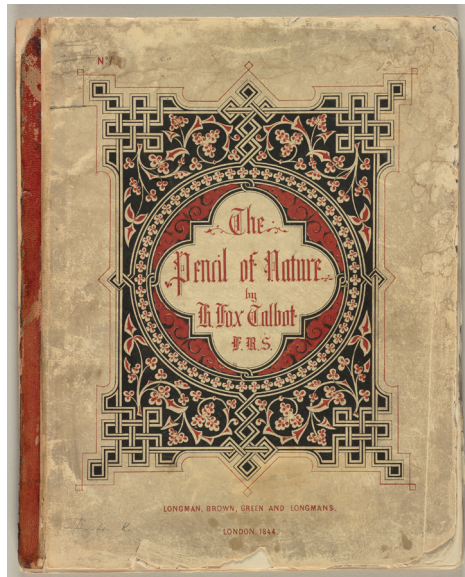 Nº 1
The
Pencil of Nature
by
H. Fox Talbot
F. R. S.
LONGMAN, BROWN, GREEN AND LONGMANS,
LONDON, 1844.